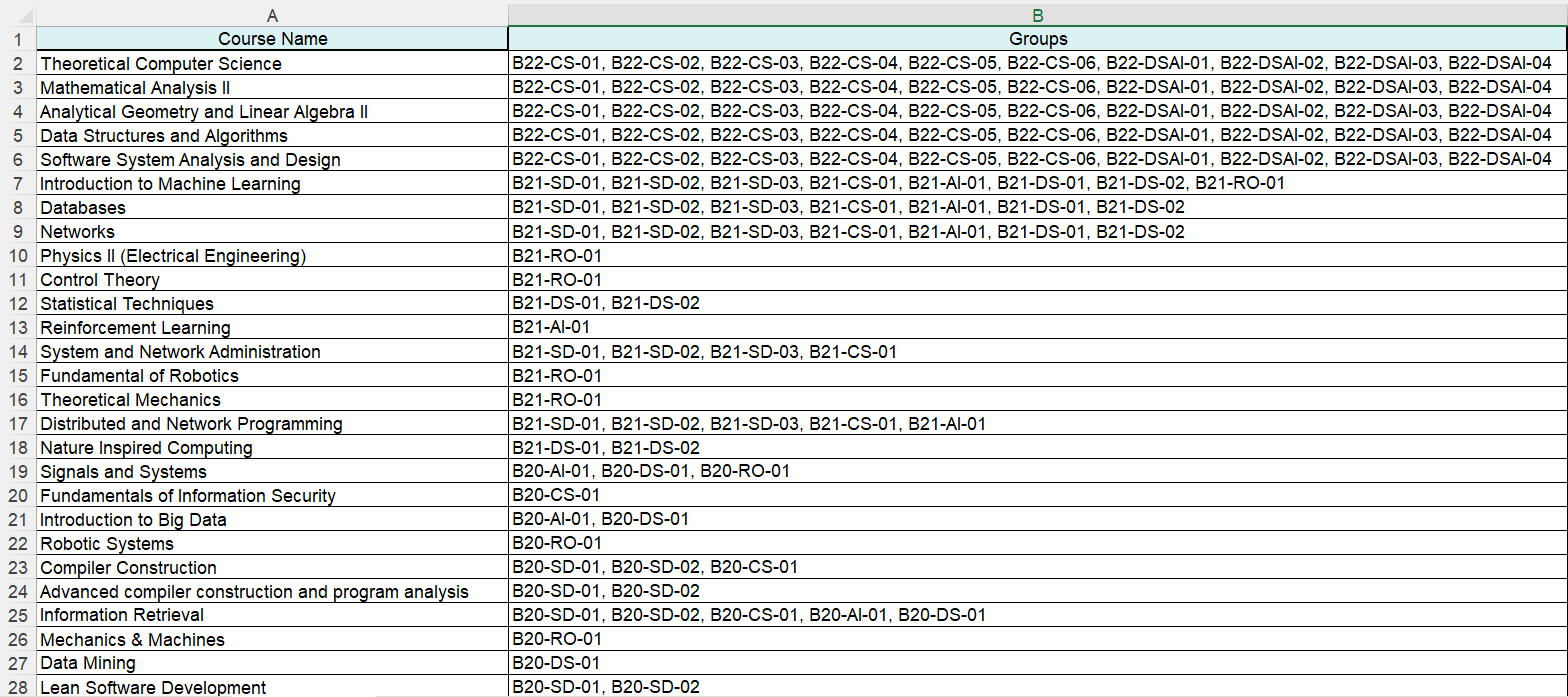 A B
1 Course Name Groups
2 Theoretical Computer Science B22-CS-01, B22-CS-02, B22-CS-03, B22-CS-04, B22-CS-05, B22-CS-06, B22-DSAI-01, B22-DSAI-02, B22-DSAI-03, B22-DSAI-04
3 Mathematical Analysis II B22-CS-01, B22-CS-02, B22-CS-03, B22-CS-04, B22-CS-05, B22-CS-06, B22-DSAI-01, B22-DSAI-02, B22-DSAI-03, B22-DSAI-04
4 Analytical Geometry and Linear Algebra II B22-CS-01, B22-CS-02, B22-CS-03, B22-CS-04, B22-CS-05, B22-CS-06, B22-DSAI-01, B22-DSAI-02, B22-DSAI-03, B22-DSAI-04
5 Data Structures and Algorithms B22-CS-01, B22-CS-02, B22-CS-03, B22-CS-04, B22-CS-05, B22-CS-06, B22-DSAI-01, B22-DSAI-02, B22-DSAI-03, B22-DSAI-04
6 Software System Analysis and Design B22-CS-01, B22-CS-02, B22-CS-03, B22-CS-04, B22-CS-05, B22-CS-06, B22-DSAI-01, B22-DSAI-02, B22-DSAI-03, B22-DSAI-04
7 Introduction to Machine Learning B21-SD-01, B21-SD-02, B21-SD-03, B21-CS-01, B21-AI-01, B21-DS-01, B21-DS-02, B21-RO-01
8 Databases B21-SD-01, B21-SD-02, B21-SD-03, B21-CS-01, B21-AI-01, B21-DS-01, B21-DS-02
9 Networks B21-SD-01, B21-SD-02, B21-SD-03, B21-CS-01, B21-AI-01, B21-DS-01, B21-DS-02
10 Physics II (Electrical Engineering) B21-RO-01
11 Control Theory B21-RO-01
12 Statistical Techniques B21-DS-01, B21-DS-02
13 Reinforcement Learning B21-AI-01
14 System and Network Administration B21-SD-01, B21-SD-02, B21-SD-03, B21-CS-01
15 Fundamental of Robotics B21-RO-01
16 Theoretical Mechanics B21-RO-01
17 Distributed and Network Programming B21-SD-01, B21-SD-02, B21-SD-03, B21-CS-01, B21-AI-01
18 Nature Inspired Computing B21-DS-01, B21-DS-02
19 Signals and Systems B20-AI-01, B20-DS-01, B20-RO-01
20 Fundamentals of Information Security B20-CS-01
21 Introduction to Big Data B20-AI-01, B20-DS-01
22 Robotic Systems B20-RO-01
23 Compiler Construction B20-SD-01, B20-SD-02, B20-CS-01
24 Advanced compiler construction and program analysis B20-SD-01, B20-SD-02
25 Information Retrieval B20-SD-01, B20-SD-02, B20-CS-01, B20-AI-01, B20-DS-01
26 Mechanics & Machines B20-RO-01
27 Data Mining B20-DS-01
28 Lean Software Development B20-SD-01, B20-SD-02